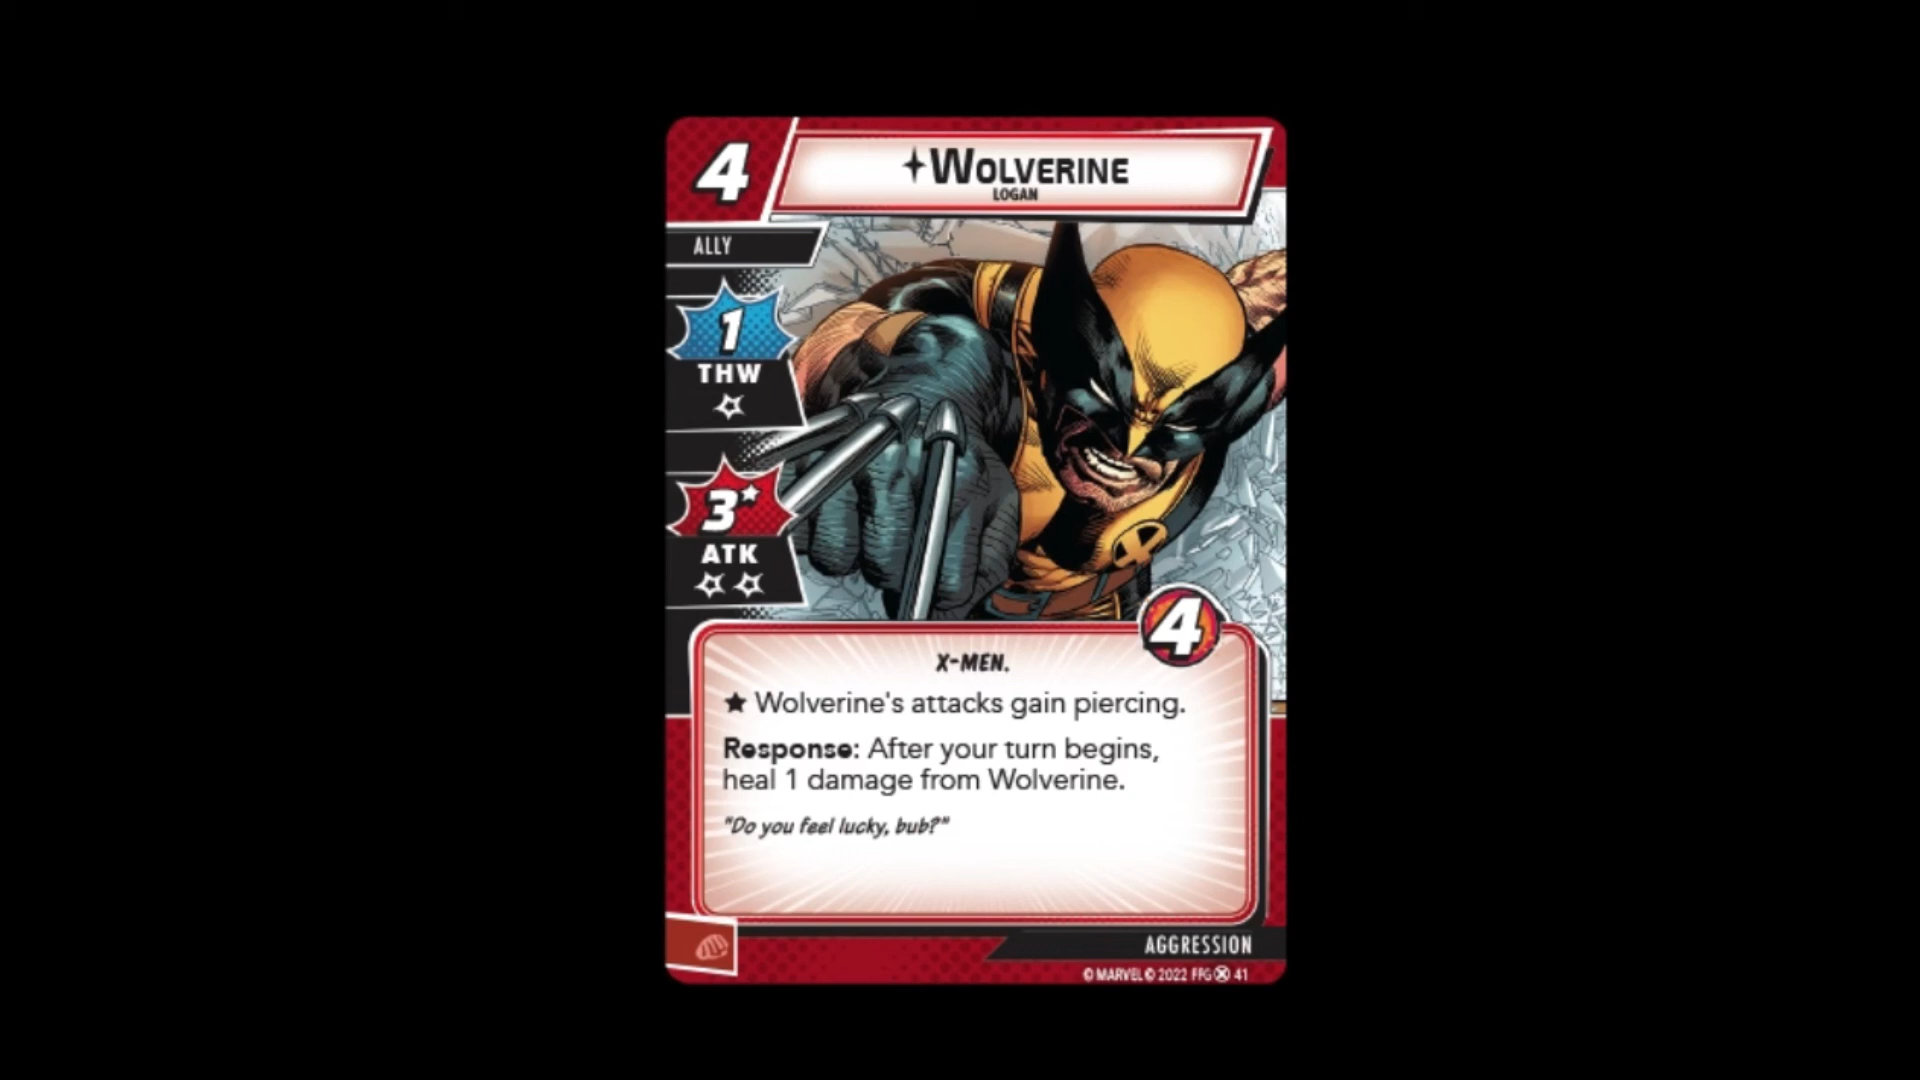 4
WOLVERINE
LOGAN
ALLY
1
THW
3
ATK
4
X-MEN.
★ Wolverine's attacks gain piercing.
Response: After your turn begins,
heal 1 damage from Wolverine.
"Do you feel lucky, bub?"
AGGRESSION
© MARVEL © 2022 FFG 41